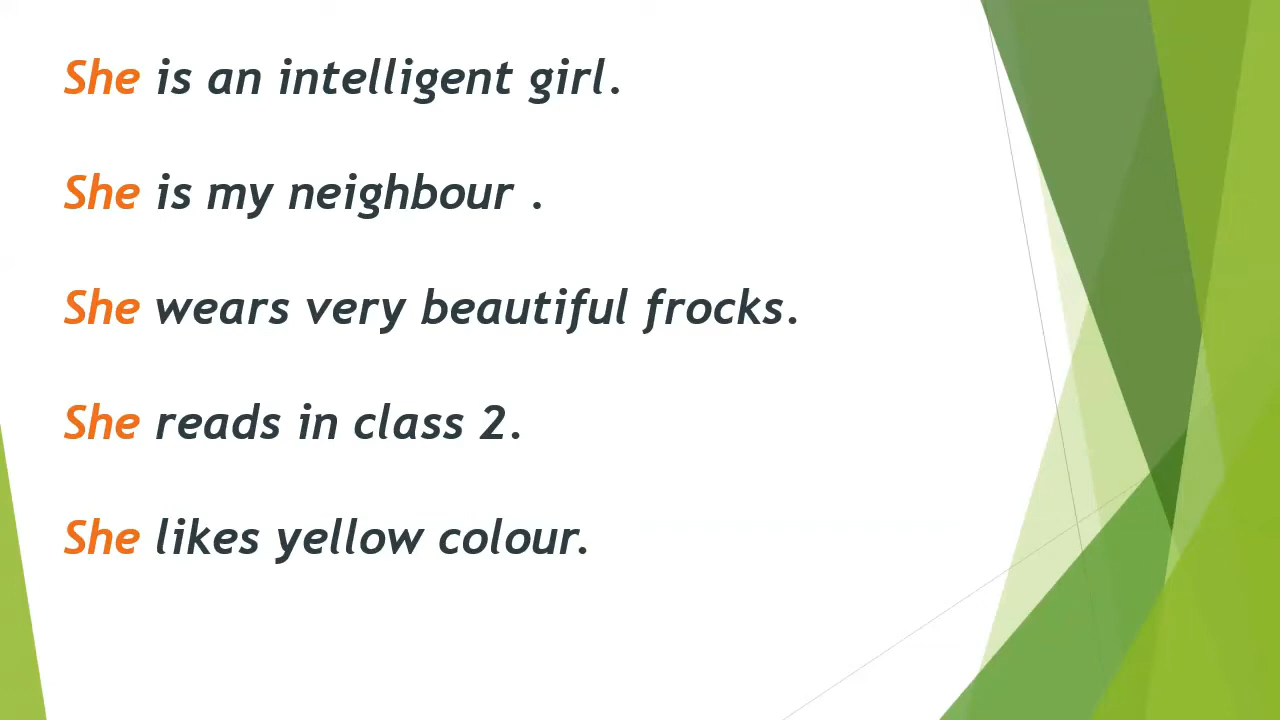 She is an intelligent girl.
She is my neighbour .
She wears very beautiful frocks.
She reads in class 2.
She likes yellow colour.